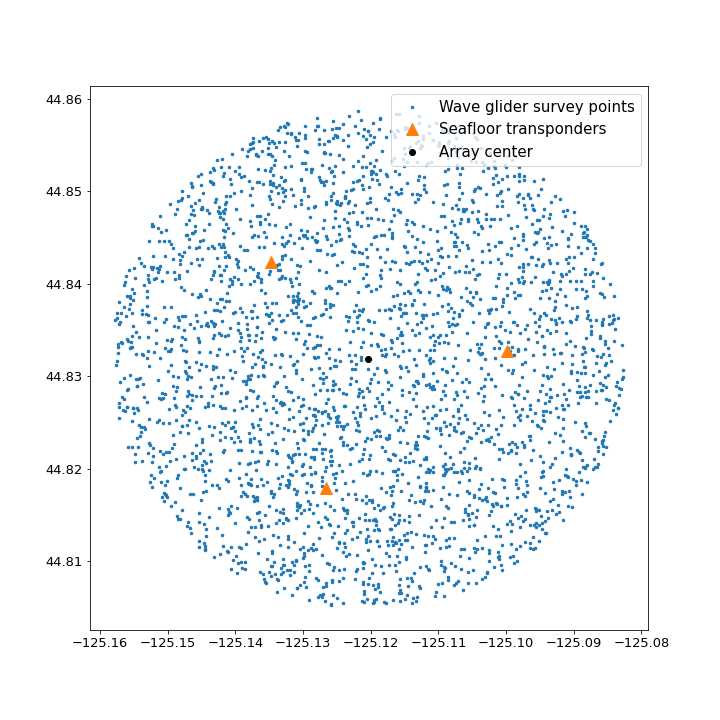 Wave glider survey points
Seafloor transponders
Array center
44.86
44.85
44.84
44.83
44.82
44.81
−125.16 −125.15 −125.14 −125.13 −125.12 −125.11 −125.10 −125.09 −125.08